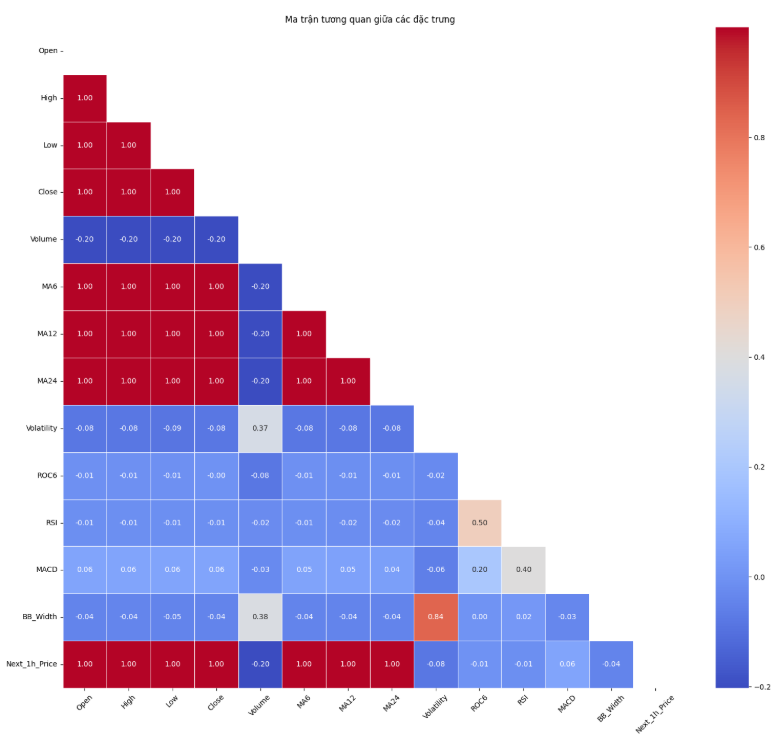 Ma trận tương quan giữa các đặc trưng
Open
High 1.00
Low 1.00 1.00
Close 1.00 1.00 1.00
Volume -0.20 -0.20 -0.20 -0.20
MA6 1.00 1.00 1.00 1.00 -0.20
MA12 1.00 1.00 1.00 1.00 -0.20 1.00
MA24 1.00 1.00 1.00 1.00 -0.20 1.00 1.00
Volatility -0.08 -0.08 -0.09 -0.08 0.37 -0.08 -0.08 -0.08
ROC6 -0.01 -0.01 -0.01 -0.00 -0.08 -0.01 -0.01 -0.01 -0.02
RSI -0.01 -0.01 -0.01 -0.01 -0.02 -0.01 -0.02 -0.02 -0.04 0.50
MACD 0.06 0.06 0.06 0.06 -0.03 0.05 0.05 0.04 -0.06 0.20 0.40
BB_Width -0.04 -0.04 -0.05 -0.04 0.38 -0.04 -0.04 -0.04 0.84 0.00 0.02 -0.03
Next_1h_Price 1.00 1.00 1.00 1.00 -0.20 1.00 1.00 1.00 -0.08 -0.01 -0.01 0.06 -0.04
Open High Low Close Volume MA6 MA12 MA24 Volatility ROC6 RSI MACD BB_Width Next_1h_Price
0.8
0.6
0.4
0.2
0.0
−0.2